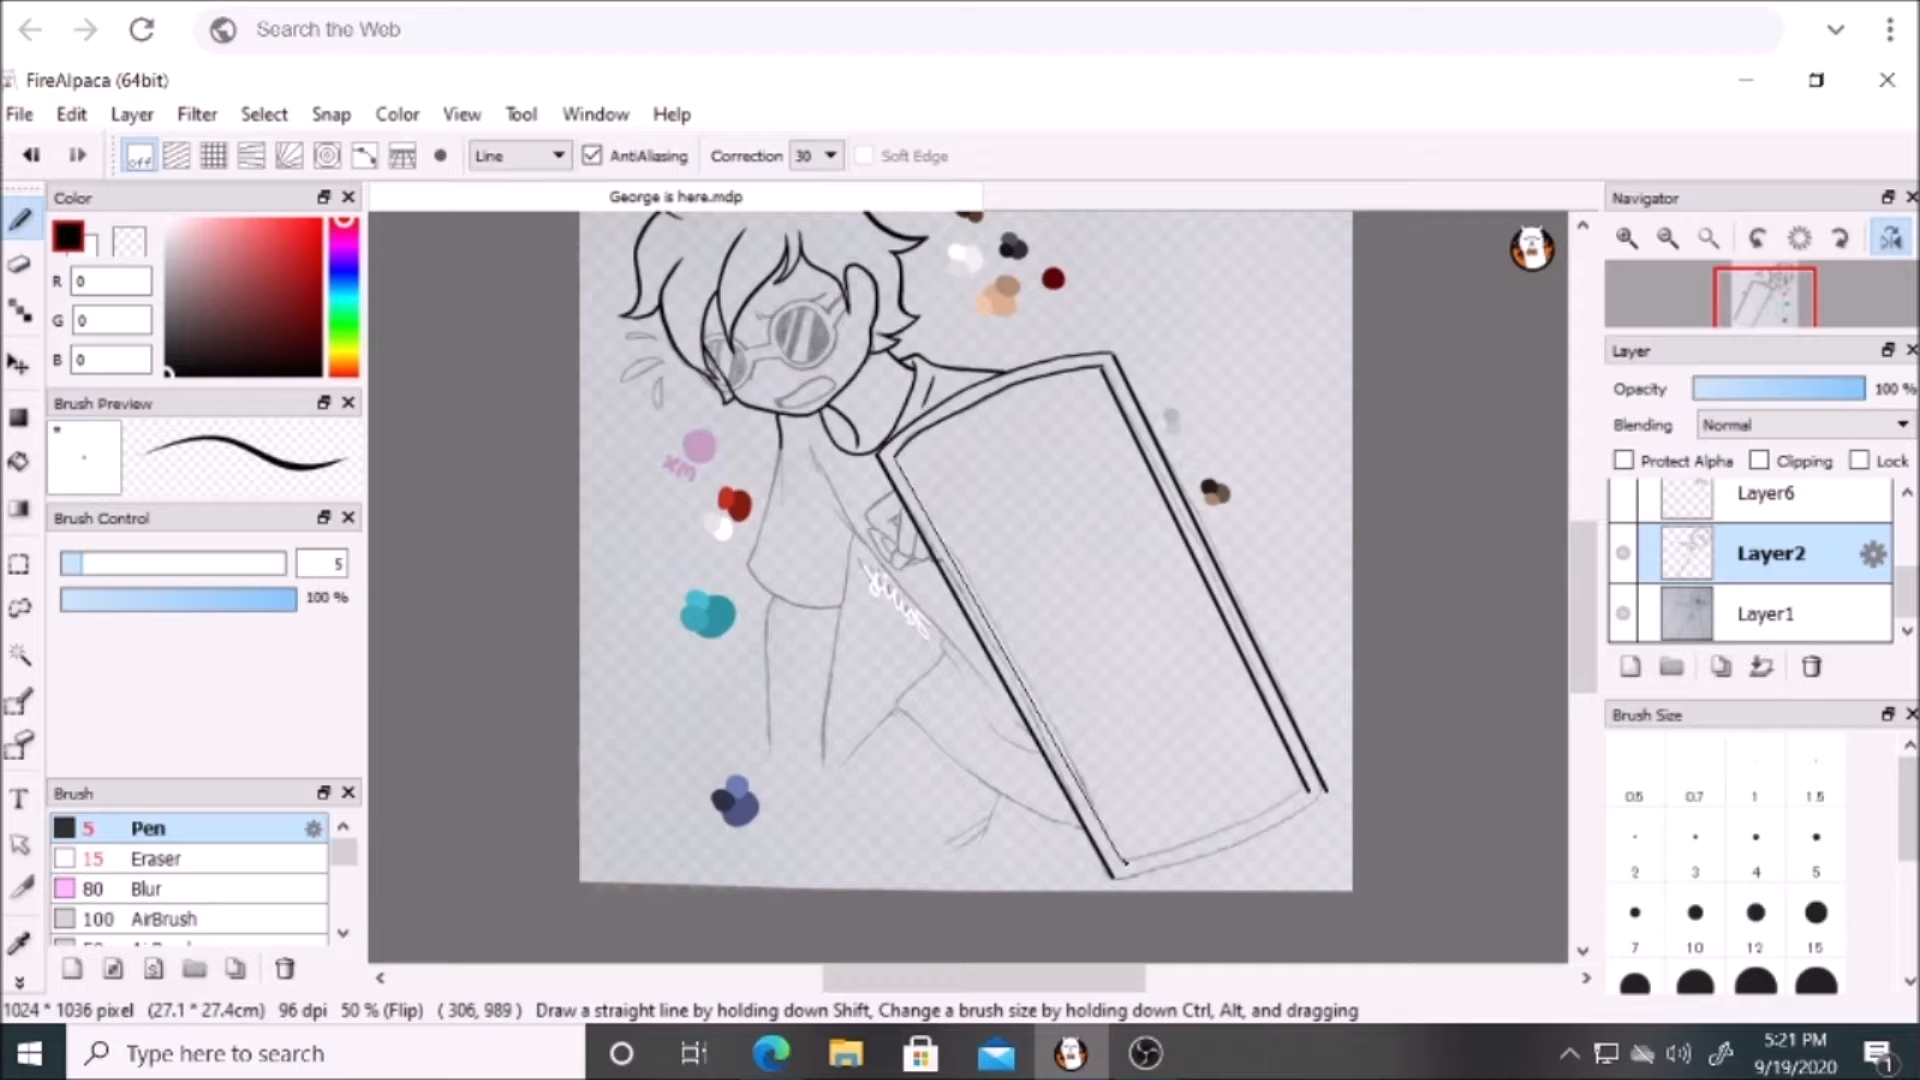 Search the Web
FireAlpaca (64bit)
File Edit Layer Filter Select Snap Color View Tool Window Help
off Line AntiAliasing Correction 30 Soft Edge
Color
George is here.mdp
Navigator
R 0
G 0
B 0
Layer
Opacity 100 %
Brush Preview
Blending Normal
Protect Alpha Clipping Lock
Layer6
Brush Control
Layer2
5
100 %
Layer1
Brush Size
0.5 0.7 1 1.5
Brush
5 Pen
15 Eraser
2 3 4 5
80 Blur
100 AirBrush
7 10 12 15
1024 * 1036 pixel (27.1 * 27.4cm) 96 dpi 50 % (Flip) ( 306, 989 ) Draw a straight line by holding down Shift, Change a brush size by holding down Ctrl, Alt, and dragging
Type here to search
5:21 PM
9/19/2020
1